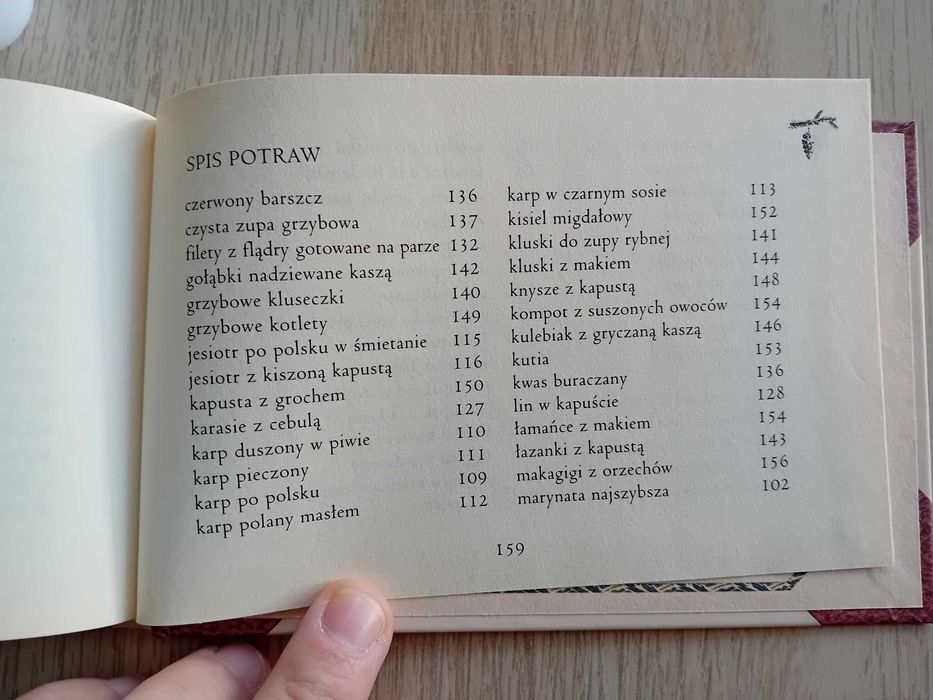 SPIS POTRAW
czerwony barszcz 136
czysta zupa grzybowa 137
filety z flądry gotowane na parze 132
gołąbki nadziewane kaszą 142
grzybowe kluseczki 140
grzybowe kotlety 149
jesiotr po polsku w śmietanie 115
jesiotr z kiszoną kapustą 116
kapusta z grochem 150
karasie z cebulą 127
karp duszony w piwie 110
karp pieczony 111
karp po polsku 109
karp polany masłem 112
karp w czarnym sosie 113
kisiel migdałowy 152
kluski do zupy rybnej 141
kluski z makiem 144
knysze z kapustą 148
kompot z suszonych owoców 154
kulebiak z gryczaną kaszą 146
kutia 153
kwas buraczany 136
lin w kapuście 128
łamańce z makiem 154
łazanki z kapustą 143
makagigi z orzechów 156
marynata najszybsza 102
159